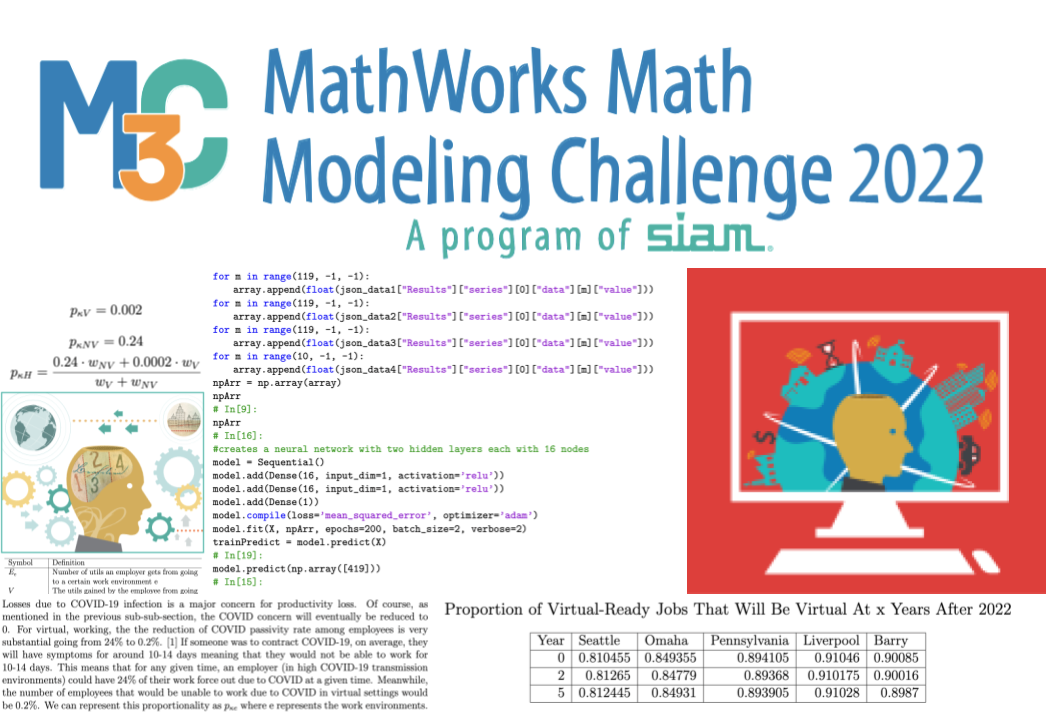 M3C
MathWorks Math
Modeling Challenge 2022
A program of siam.
pκV = 0.002
pκNV = 0.24
pκH = 0.24 · wNV + 0.0002 · wV
wV + wNV
2 4
1 3
Symbol Definition
Ee Number of utils an employer gets from going
to a certain work environment e
V The utils gained by the employee from going
for m in range(119, -1, -1):
array.append(float(json_data1["Results"]["series"][0]["data"][m]["value"]))
for m in range(119, -1, -1):
array.append(float(json_data2["Results"]["series"][0]["data"][m]["value"]))
for m in range(119, -1, -1):
array.append(float(json_data3["Results"]["series"][0]["data"][m]["value"]))
for m in range(10, -1, -1):
array.append(float(json_data4["Results"]["series"][0]["data"][m]["value"]))
npArr = np.array(array)
npArr
# In[9]:
npArr
# In[16]:
#creates a neural network with two hidden layers each with 16 nodes
model = Sequential()
model.add(Dense(16, input_dim=1, activation='relu'))
model.add(Dense(16, input_dim=1, activation='relu'))
model.add(Dense(1))
model.compile(loss='mean_squared_error', optimizer='adam')
model.fit(X, npArr, epochs=200, batch_size=2, verbose=2)
trainPredict = model.predict(X)
# In[19]:
model.predict(np.array([419]))
# In[15]:
$
Losses due to COVID-19 infection is a major concern for productivity loss. Of course, as
mentioned in the previous sub-sub-section, the COVID concern will eventually be reduced to
0. For virtual, working, the the reduction of COVID passivity rate among employees is very
substantial going from 24% to 0.2%. [1] If someone was to contract COVID-19, on average, they
will have symptoms for around 10-14 days meaning that they would not be able to work for
10-14 days. This means that for any given time, an employer (in high COVID-19 transmission
environments) could have 24% of their work force out due to COVID at a given time. Meanwhile,
the number of employees that would be unable to work due to COVID in virtual settings would
be 0.2%. We can represent this proportionality as pκe where e represents the work environments.
Proportion of Virtual-Ready Jobs That Will Be Virtual At x Years After 2022
Year Seattle Omaha Pennsylvania Liverpool Barry
0 0.810455 0.849355 0.894105 0.91046 0.90085
2 0.81265 0.84779 0.89368 0.910175 0.90016
5 0.812445 0.84931 0.893905 0.91028 0.8987